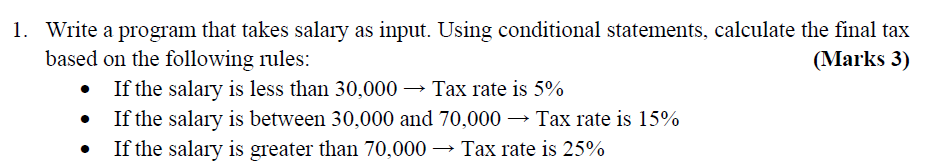 1. Write a program that takes salary as input. Using conditional statements, calculate the final tax
based on the following rules: (Marks 3)
• If the salary is less than 30,000 → Tax rate is 5%
• If the salary is between 30,000 and 70,000 → Tax rate is 15%
• If the salary is greater than 70,000 → Tax rate is 25%